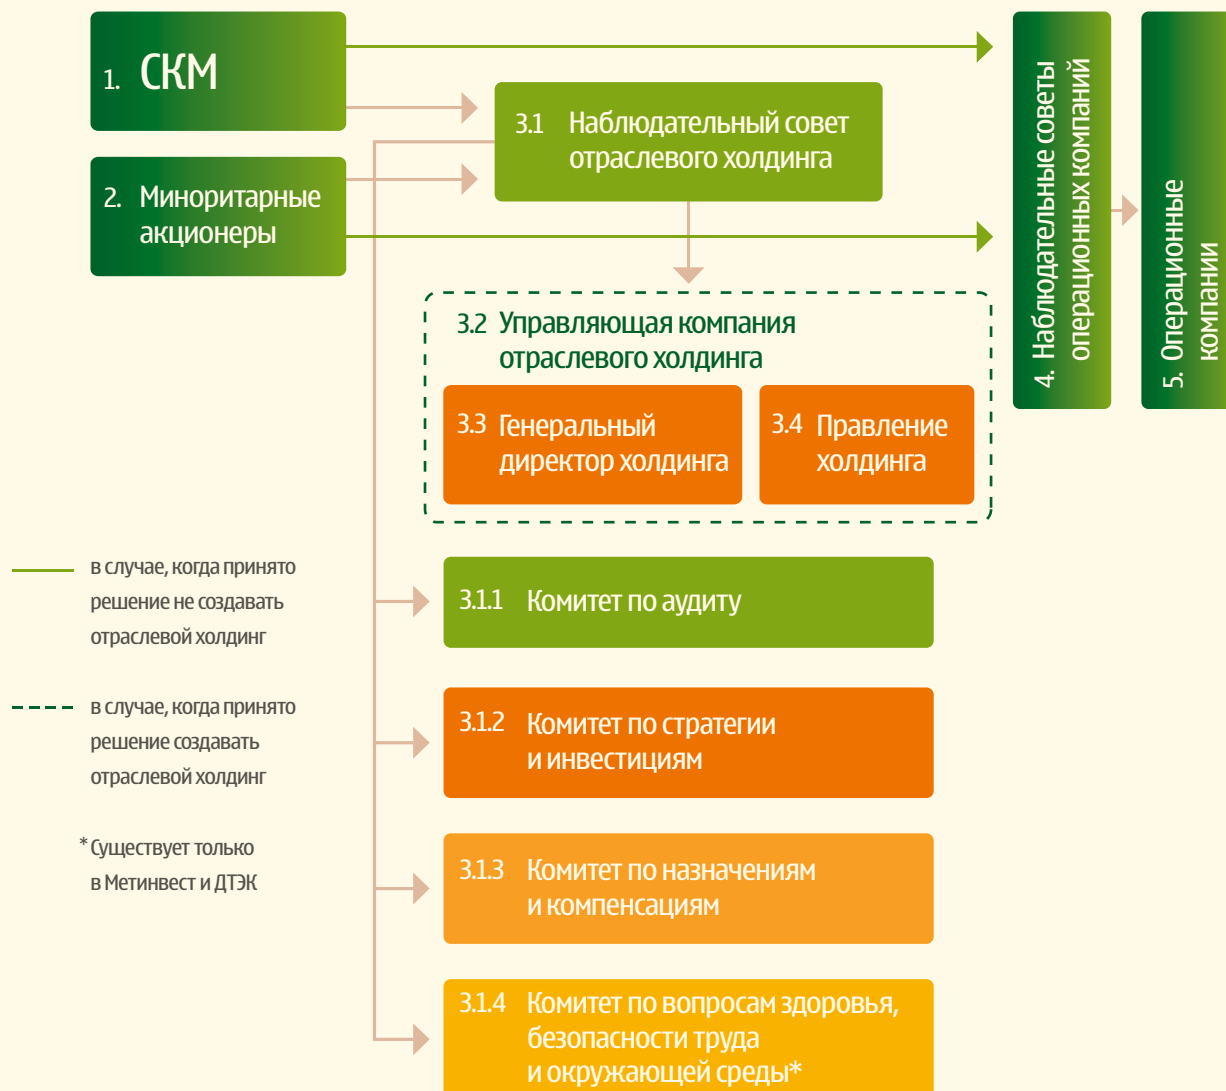 1. СКМ
2. Миноритарные
акционеры
3.1 Наблюдательный совет
отраслевого холдинга
3.2 Управляющая компания
отраслевого холдинга
3.3 Генеральный
директор холдинга
3.4 Правление
холдинга
4. Наблюдательные советы
операционных компаний
5. Операционные
компании
3.1.1 Комитет по аудиту
3.1.2 Комитет по стратегии
и инвестициям
3.1.3 Комитет по назначениям
и компенсациям
3.1.4 Комитет по вопросам здоровья,
безопасности труда
и окружающей среды*
в случае, когда принято
решение не создавать
отраслевой холдинг
в случае, когда принято
решение создавать
отраслевой холдинг
* Существует только
в Метинвест и ДТЭК